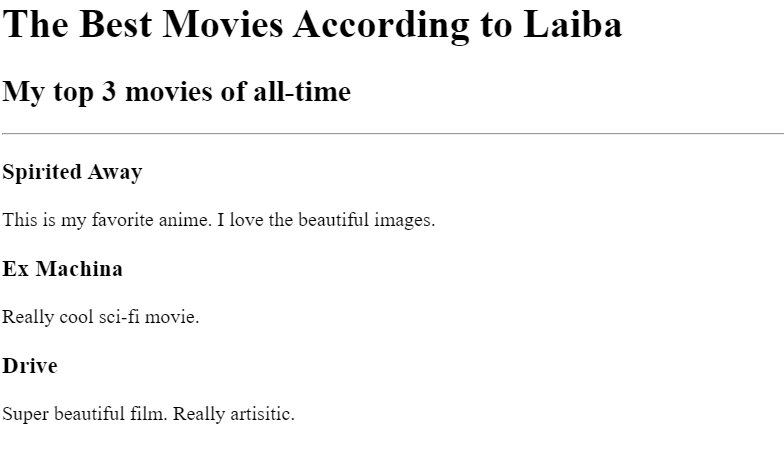 The Best Movies According to Laiba
My top 3 movies of all-time
Spirited Away
This is my favorite anime. I love the beautiful images.
Ex Machina
Really cool sci-fi movie.
Drive
Super beautiful film. Really artisitic.